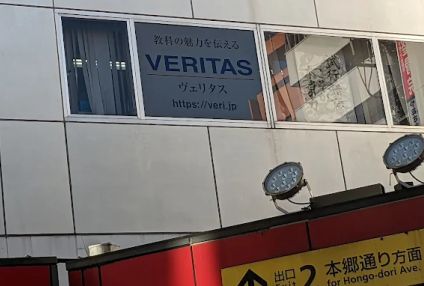 教科の魅力を伝える
VERITAS
ヴェリタス
https://veri.jp
出口
Exit
2
本郷通り方面
for Hongo-dori Ave.